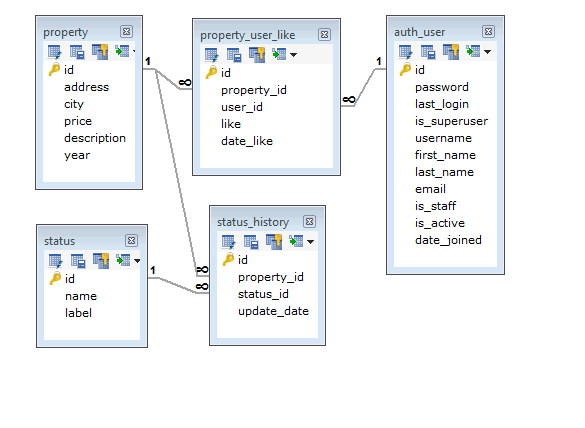 property
id
address
city
price
description
year
property_user_like
id
property_id
user_id
like
date_like
auth_user
id
password
last_login
is_superuser
username
first_name
last_name
email
is_staff
is_active
date_joined
status
id
name
label
status_history
id
property_id
status_id
update_date
1
∞
∞
1
∞
1
∞